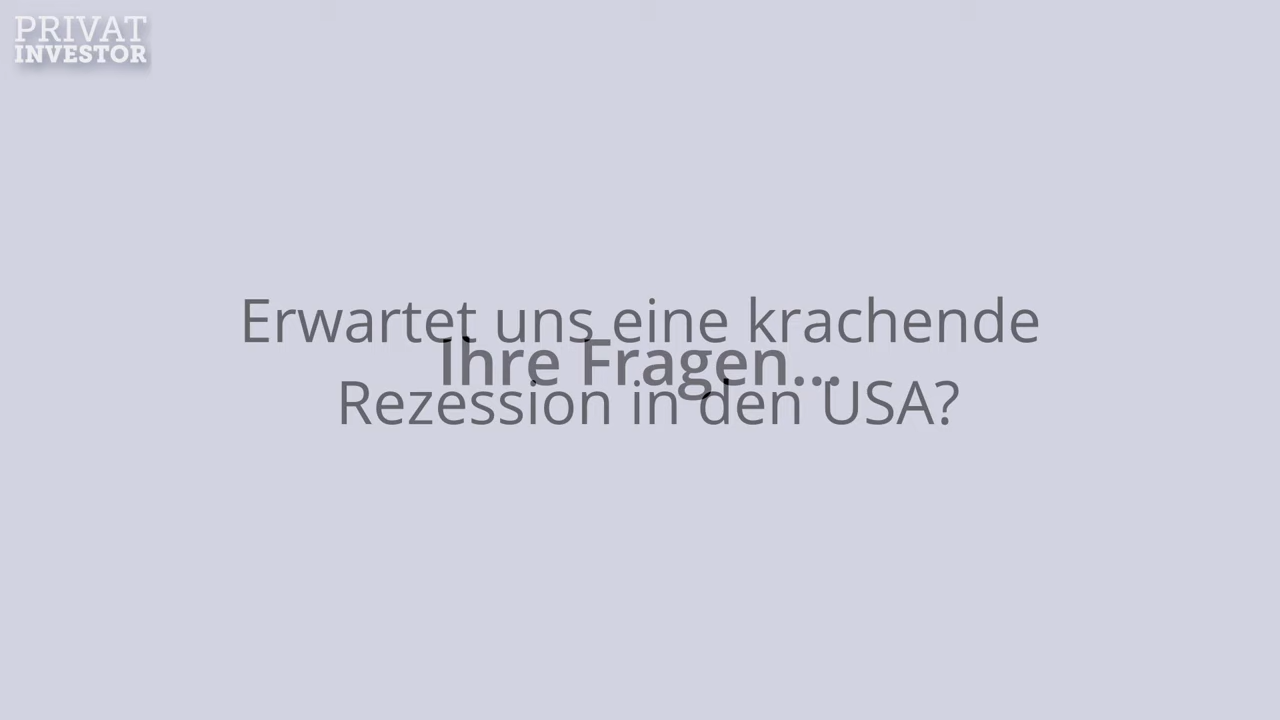 PRIVAT
INVESTOR
Erwartet uns eine krachende
Ihre Fragen...
Rezession in den USA?